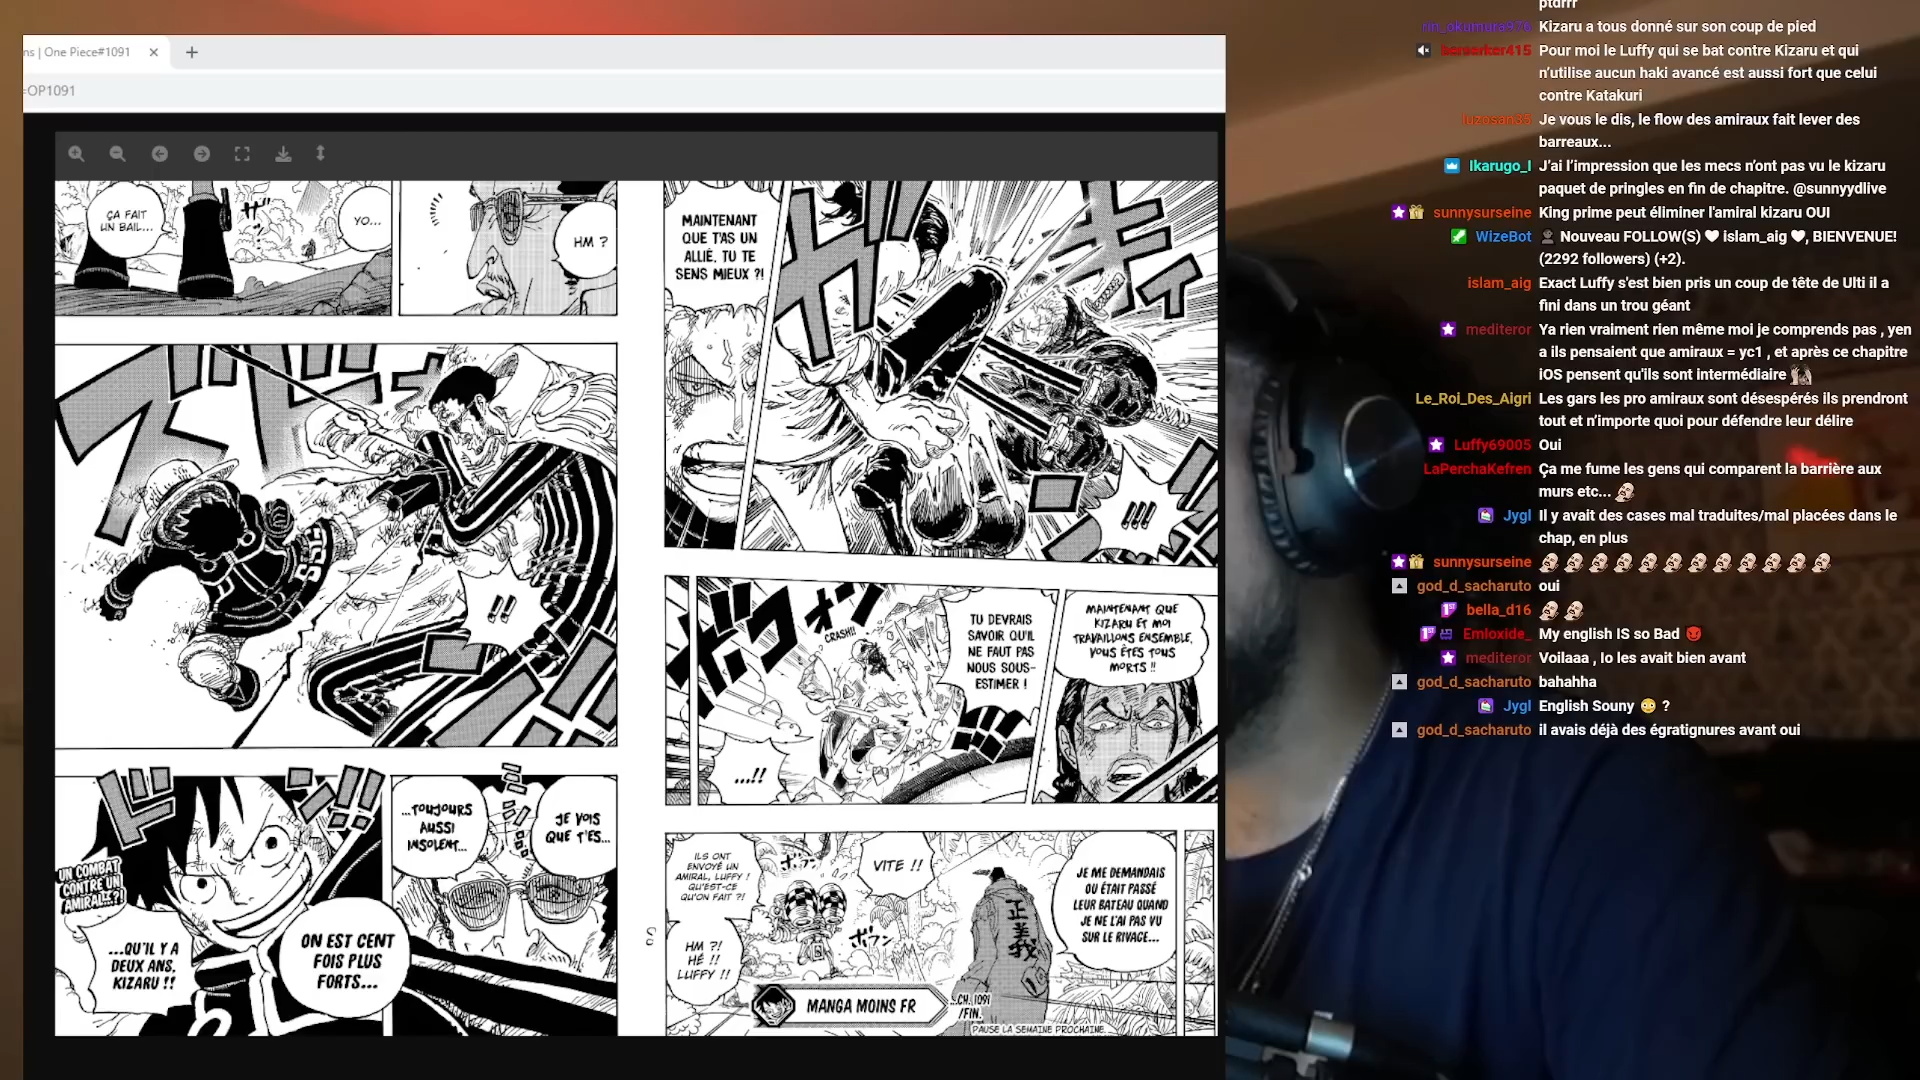 ns | One Piece#1091
=OP1091
ÇA FAIT
UN BAIL...
YO...
HM ?
!!
UN COMBAT
CONTRE UN
AMIRAL...?!
...QU'IL Y A
DEUX ANS,
KIZARU !!
ON EST CENT
FOIS PLUS
FORTS...
...TOUJOURS
AUSSI
INSOLENT...
JE VOIS
QUE T'ES...
MAINTENANT
QUE T'AS UN
ALLIÉ, TU TE
SENS MIEUX ?!
!!!
CRASH!!
...!!
TU DEVRAIS
SAVOIR QU'IL
NE FAUT PAS
NOUS SOUS-
ESTIMER !
MAINTENANT QUE
KIZARU ET MOI
TRAVAILLONS ENSEMBLE,
VOUS ÊTES TOUS
MORTS !!
ILS ONT
ENVOYÉ UN
AMIRAL, LUFFY !
QU'EST-CE
QU'ON FAIT ?!
HM ?!
HÉ !!
LUFFY !!
VITE !!
正義
JE ME DEMANDAIS
OÙ ÉTAIT PASSÉ
LEUR BATEAU QUAND
JE NE L'AI PAS VU
SUR LE RIVAGE...
MANGA MOINS FR
...CH. 1091
/FIN.
PAUSE LA SEMAINE PROCHAINE.
ptdrrr
rin_okumura976 Kizaru a tous donné sur son coup de pied
berserker415 Pour moi le Luffy qui se bat contre Kizaru et qui
n'utilise aucun haki avancé est aussi fort que celui
contre Katakuri
luzosan35 Je vous le dis, le flow des amiraux fait lever des
barreaux...
Ikarugo_I J'ai l'impression que les mecs n'ont pas vu le kizaru
paquet de pringles en fin de chapitre. @sunnyydlive
sunnysurseine King prime peut éliminer l'amiral kizaru OUI
WizeBot Nouveau FOLLOW(S) islam_aig , BIENVENUE!
(2292 followers) (+2).
islam_aig Exact Luffy s'est bien pris un coup de tête de Ulti il a
fini dans un trou géant
mediteror Ya rien vraiment rien même moi je comprends pas , yen
a ils pensaient que amiraux = yc1 , et après ce chapitre
iOS pensent qu'ils sont intermédiaire
Le_Roi_Des_Aigri Les gars les pro amiraux sont désespérés ils prendront
tout et n'importe quoi pour défendre leur délire
Luffy69005 Oui
LaPerchaKefren Ça me fume les gens qui comparent la barrière aux
murs etc...
Jygl Il y avait des cases mal traduites/mal placées dans le
chap, en plus
sunnysurseine
god_d_sacharuto oui
bella_d16
Emloxide_ My english IS so Bad
mediteror Voilaaa , lo les avait bien avant
god_d_sacharuto bahahha
Jygl English Souny ?
god_d_sacharuto il avais déjà des égratignures avant oui